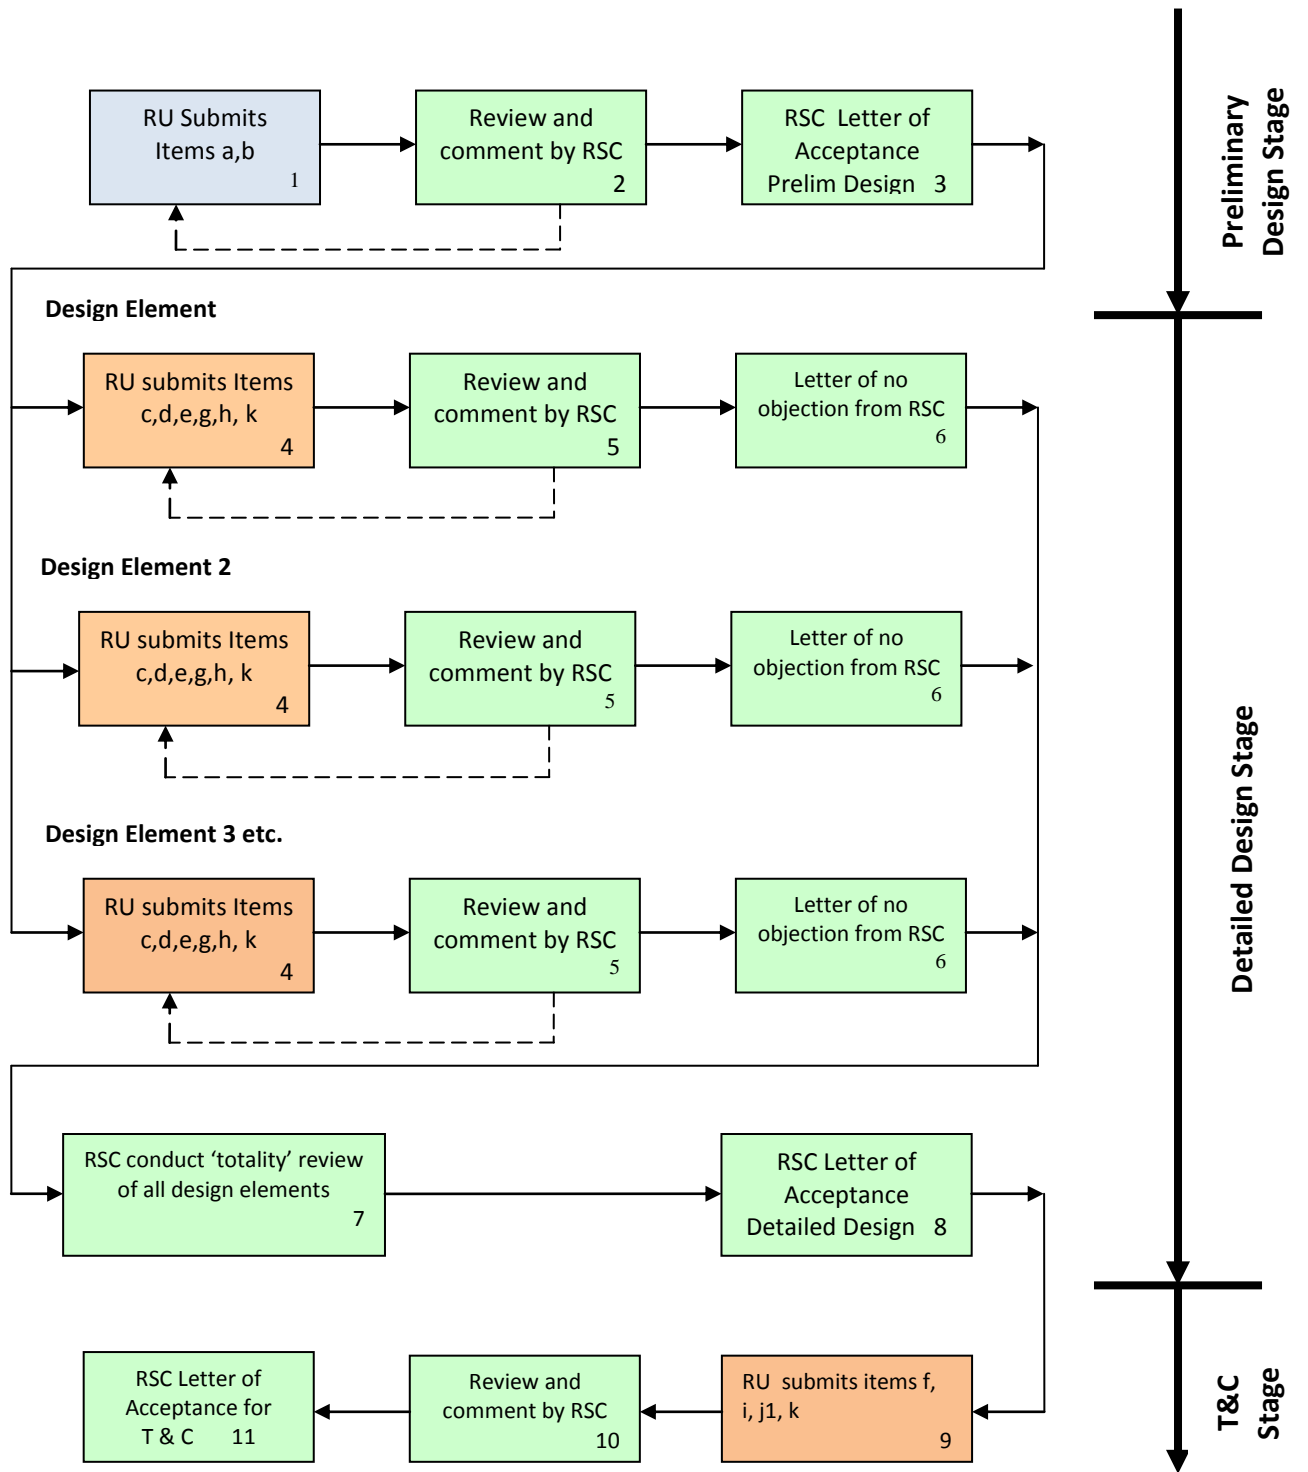 RU Submits
Items a,b
1
Review and
comment by RSC
2
RSC Letter of
Acceptance
Prelim Design 3
Preliminary
Design Stage
Design Element
RU submits Items
c,d,e,g,h, k
4
Review and
comment by RSC
5
Letter of no
objection from RSC
6
Design Element 2
RU submits Items
c,d,e,g,h, k
4
Review and
comment by RSC
5
Letter of no
objection from RSC
6
Detailed Design Stage
Design Element 3 etc.
RU submits Items
c,d,e,g,h, k
4
Review and
comment by RSC
5
Letter of no
objection from RSC
6
RSC conduct ‘totality’ review
of all design elements
7
RSC Letter of
Acceptance
Detailed Design 8
RSC Letter of
Acceptance for
T & C 11
Review and
comment by RSC
10
RU submits items f,
i, j1, k
9
T&C
Stage